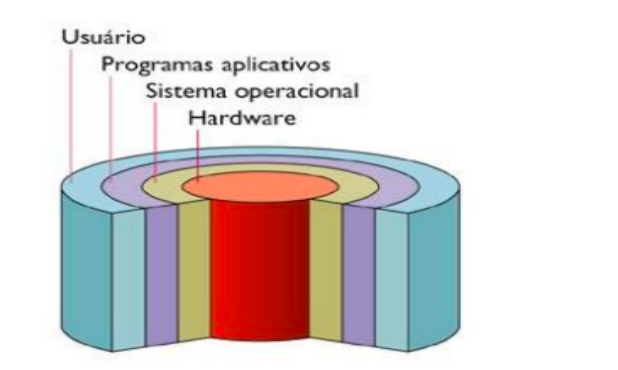 Usuário
Programas aplicativos
Sistema operacional
Hardware